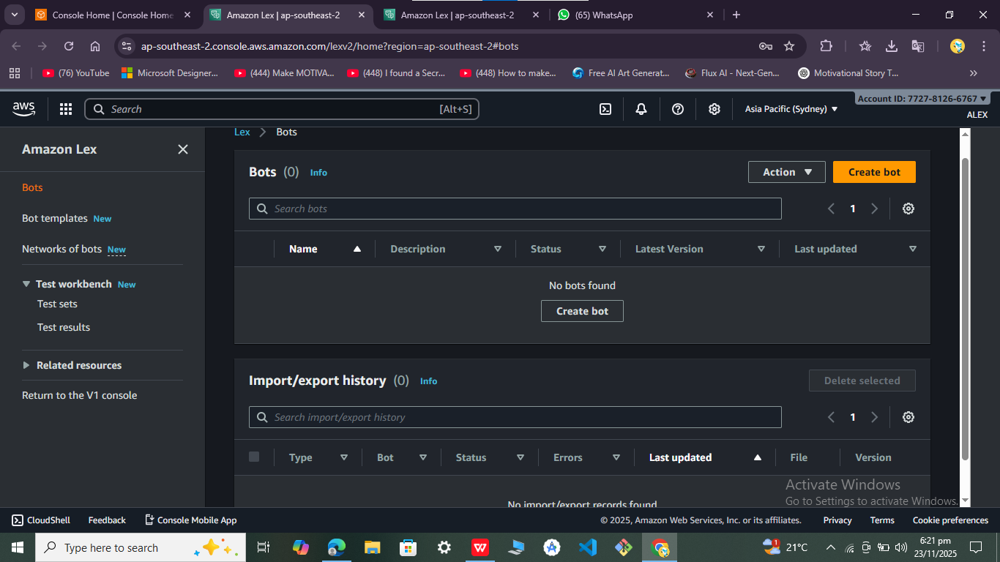 Console Home | Console Home
Amazon Lex | ap-southeast-2
Amazon Lex | ap-southeast-2
(65) WhatsApp
ap-southeast-2.console.aws.amazon.com/lexv2/home?region=ap-southeast-2#bots
(76) YouTube
Microsoft Designer...
(444) Make MOTIVA...
(448) I found a Secr...
(448) How to make...
Free AI Art Generat...
Flux AI - Next-Gen...
Motivational Story T...
aws
Search
[Alt+S]
Asia Pacific (Sydney)
Account ID: 7727-8126-6767
ALEX
Amazon Lex
Bots
Bot templates New
Networks of bots New
Test workbench New
Test sets
Test results
Related resources
Return to the V1 console
Lex
Bots
Bots (0) Info
Action
Create bot
Search bots
1
Name
Description
Status
Latest Version
Last updated
No bots found
Create bot
Import/export history (0) Info
Delete selected
Search import/export history
1
Type
Bot
Status
Errors
Last updated
File
Version
No import/export records found
Activate Windows
Go to Settings to activate Windows.
CloudShell
Feedback
Console Mobile App
© 2025, Amazon Web Services, Inc. or its affiliates.
Privacy
Terms
Cookie preferences
Type here to search
1
21°C
6:21 pm
23/11/2025